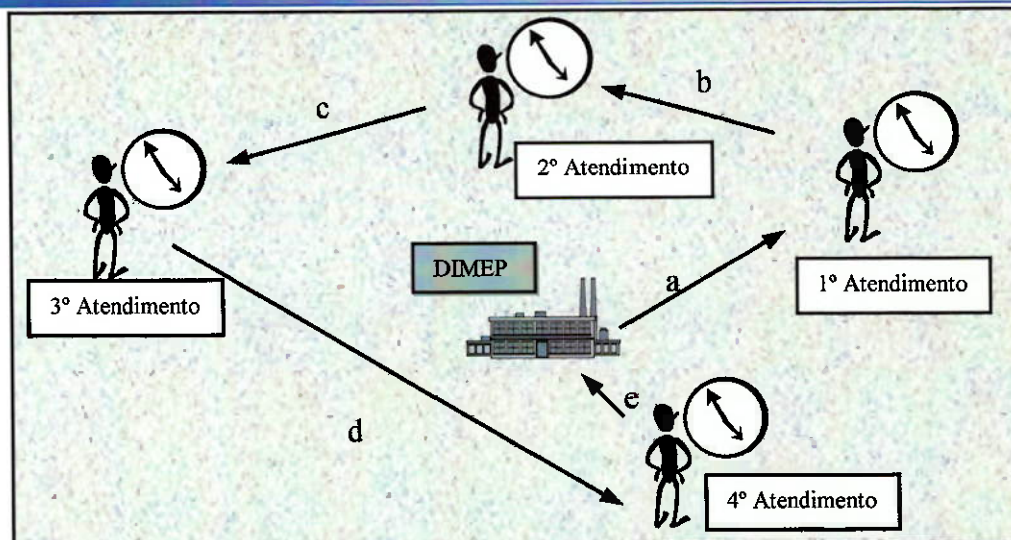 b
c
2º Atendimento
DIMEP
a
1º Atendimento
3º Atendimento
e
d
4º Atendimento